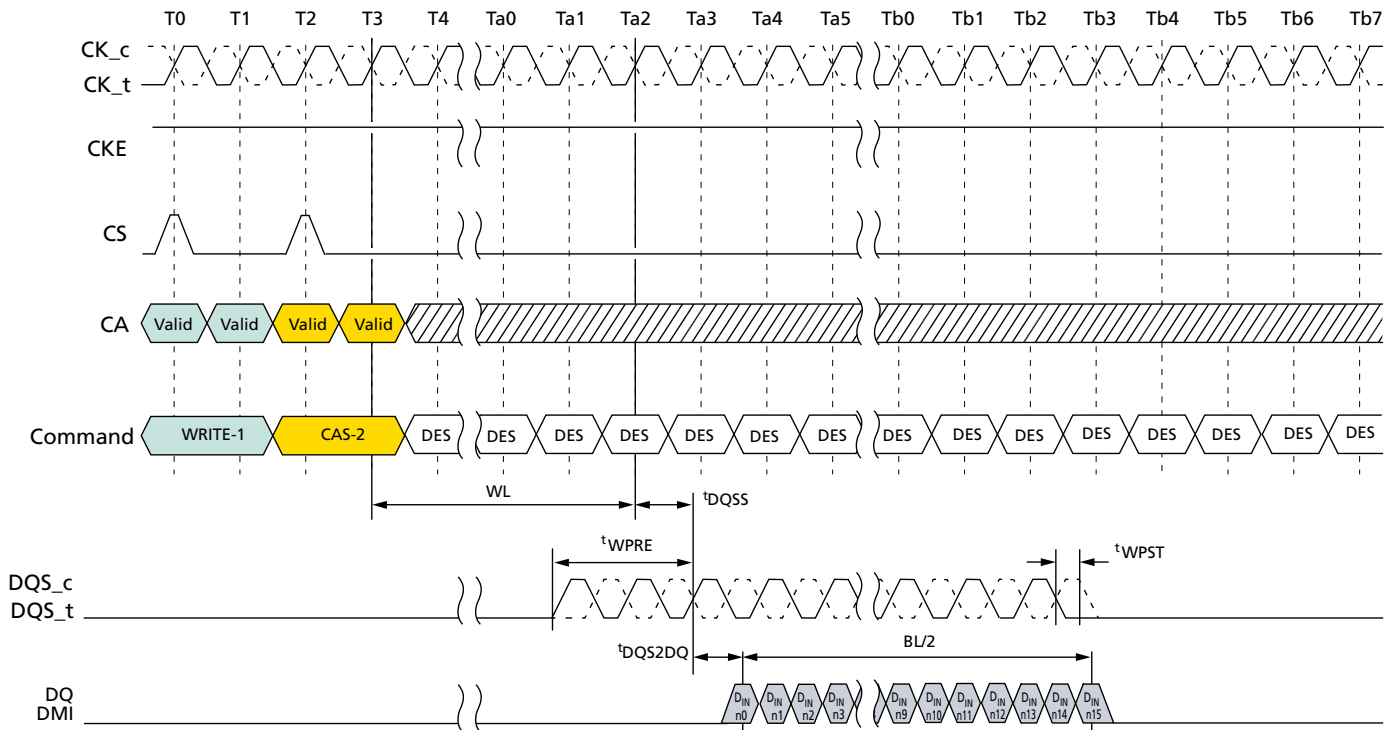 T0 T1 T2 T3 T4 Ta0 Ta1 Ta2 Ta3 Ta4 Ta5 Tb0 Tb1 Tb2 Tb3 Tb4 Tb5 Tb6 Tb7
CK_c
CK_t
CKE
CS
CA Valid Valid Valid Valid
Command WRITE-1 CAS-2 DES DES DES DES DES DES DES DES DES DES DES DES DES DES DES
WL tDQSS
tWPRE tWPST
DQS_c
DQS_t
tDQS2DQ BL/2
DQ
DMI
DIN n0 DIN n1 DIN n2 DIN n3 DIN n9 DIN n10 DIN n11 DIN n12 DIN n13 DIN n14 DIN n15